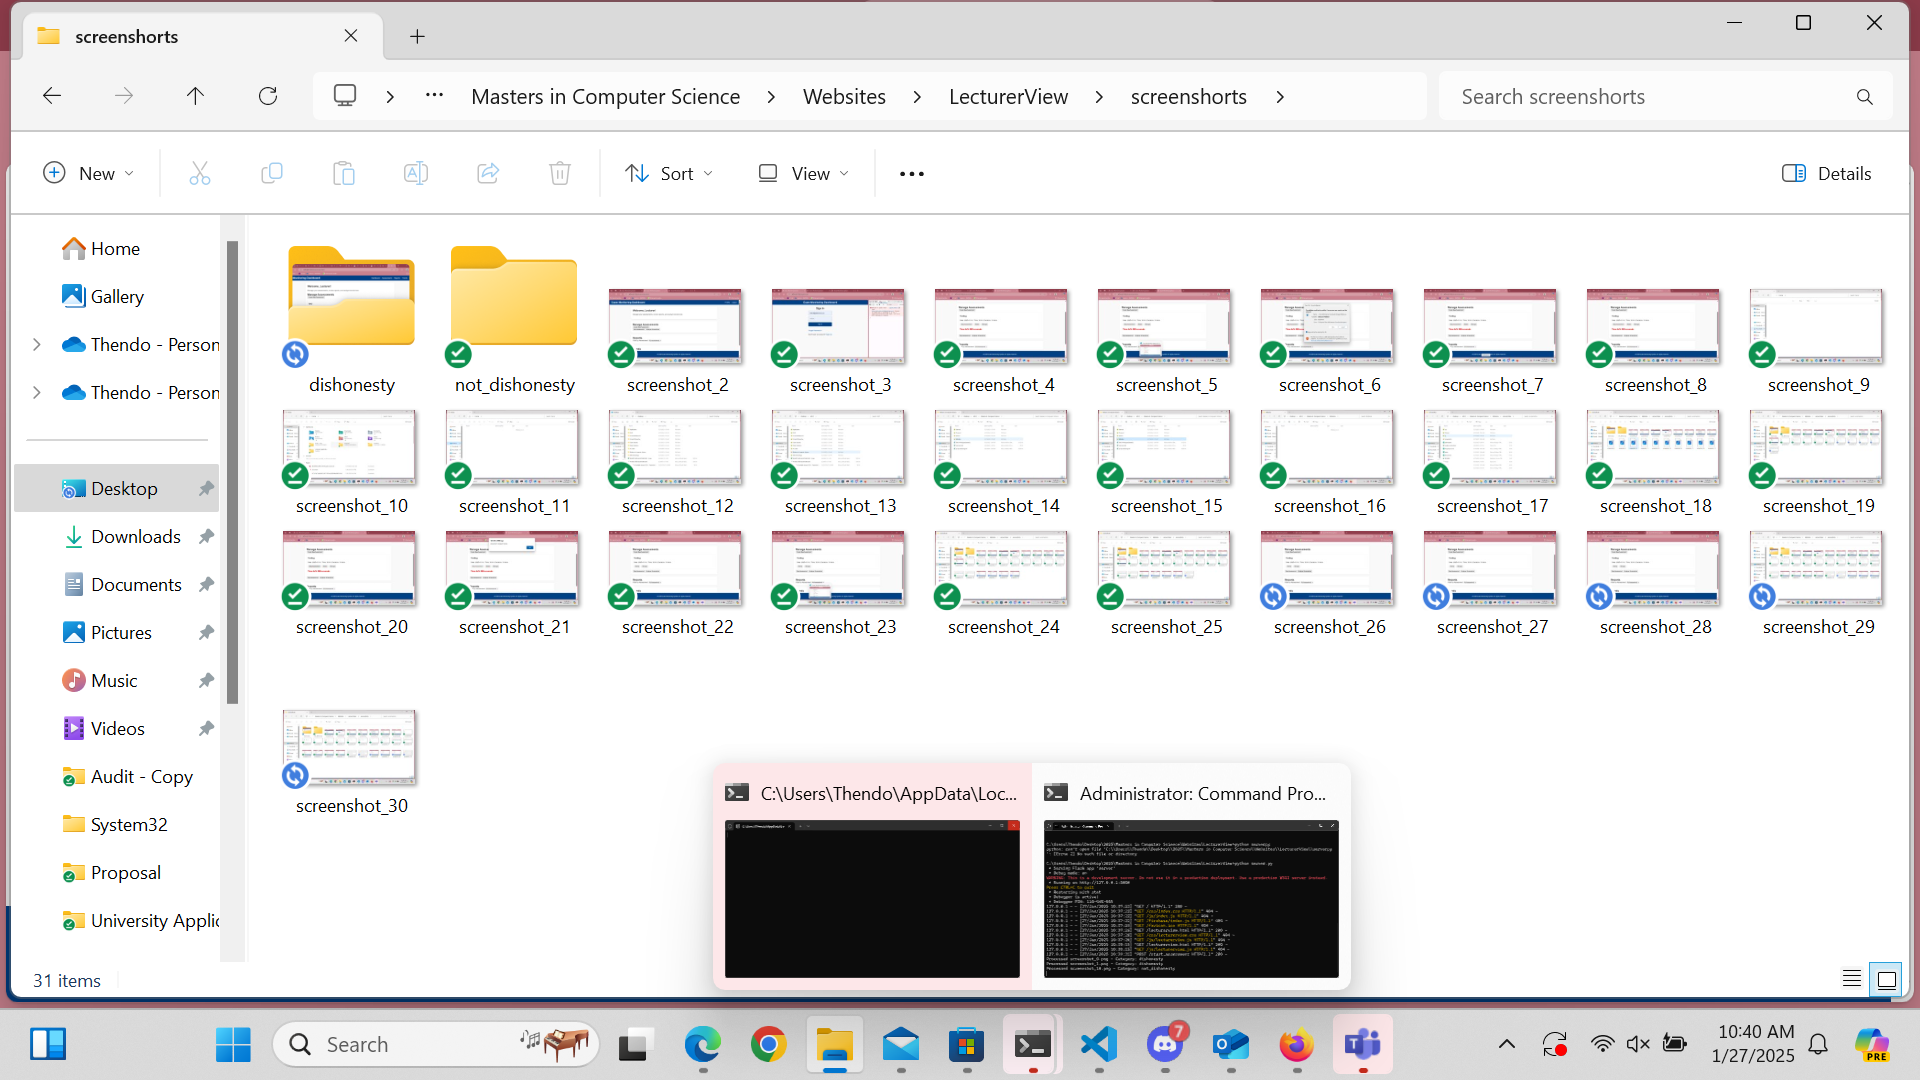 screenshorts
Masters in Computer Science
Websites
LecturerView
screenshorts
Search screenshorts
New
Sort
View
Details
Home
Gallery
Thendo - Person
Thendo - Person
Desktop
Downloads
Documents
Pictures
Music
Videos
Audit - Copy
System32
Proposal
University Applic
dishonesty
not_dishonesty
screenshot_2
screenshot_3
screenshot_4
screenshot_5
screenshot_6
screenshot_7
screenshot_8
screenshot_9
screenshot_10
screenshot_11
screenshot_12
screenshot_13
screenshot_14
screenshot_15
screenshot_16
screenshot_17
screenshot_18
screenshot_19
screenshot_20
screenshot_21
screenshot_22
screenshot_23
screenshot_24
screenshot_25
screenshot_26
screenshot_27
screenshot_28
screenshot_29
screenshot_30
C:\Users\Thendo\AppData\Loc...
Administrator: Command Pro...
31 items
Search
7
10:40 AM
1/27/2025
PRE